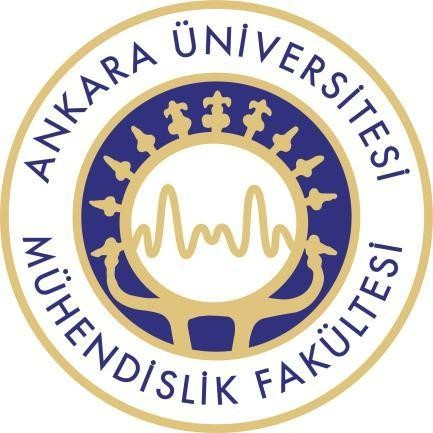 ANKARA ÜNİVERSİTESİ
MÜHENDİSLİK FAKÜLTESİ